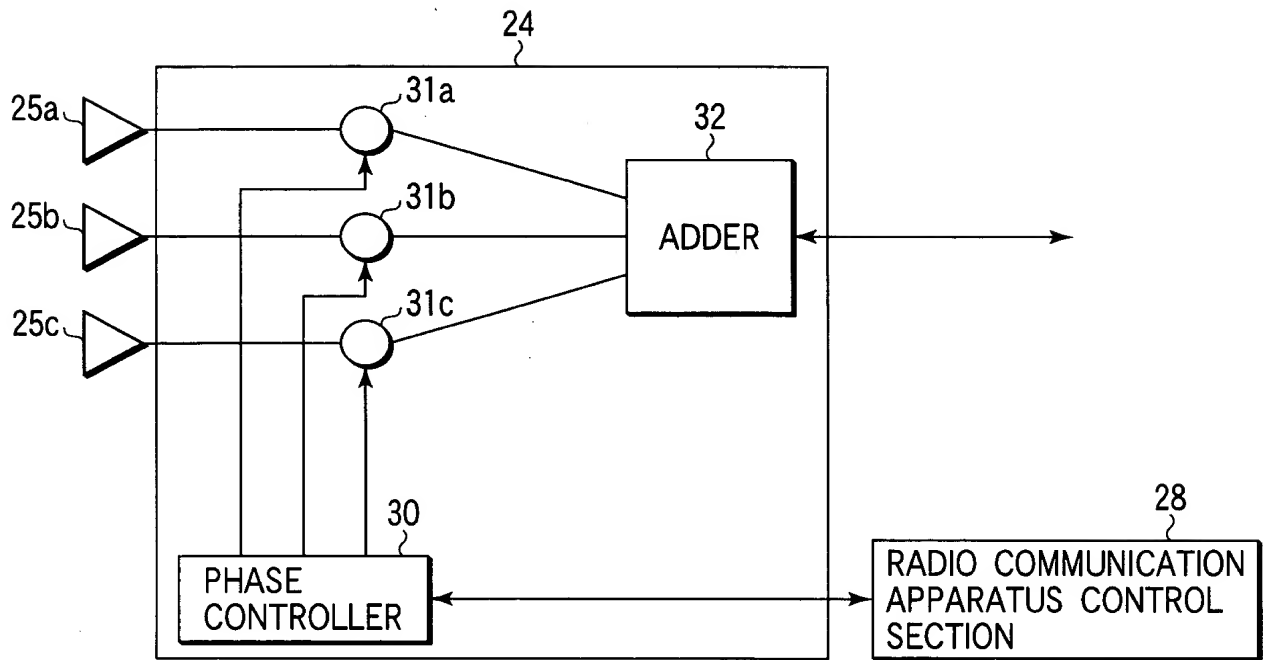 24
25a
31a
32
25b
31b
ADDER
25c
31c
30
PHASE
CONTROLLER
28
RADIO COMMUNICATION
APPARATUS CONTROL
SECTION